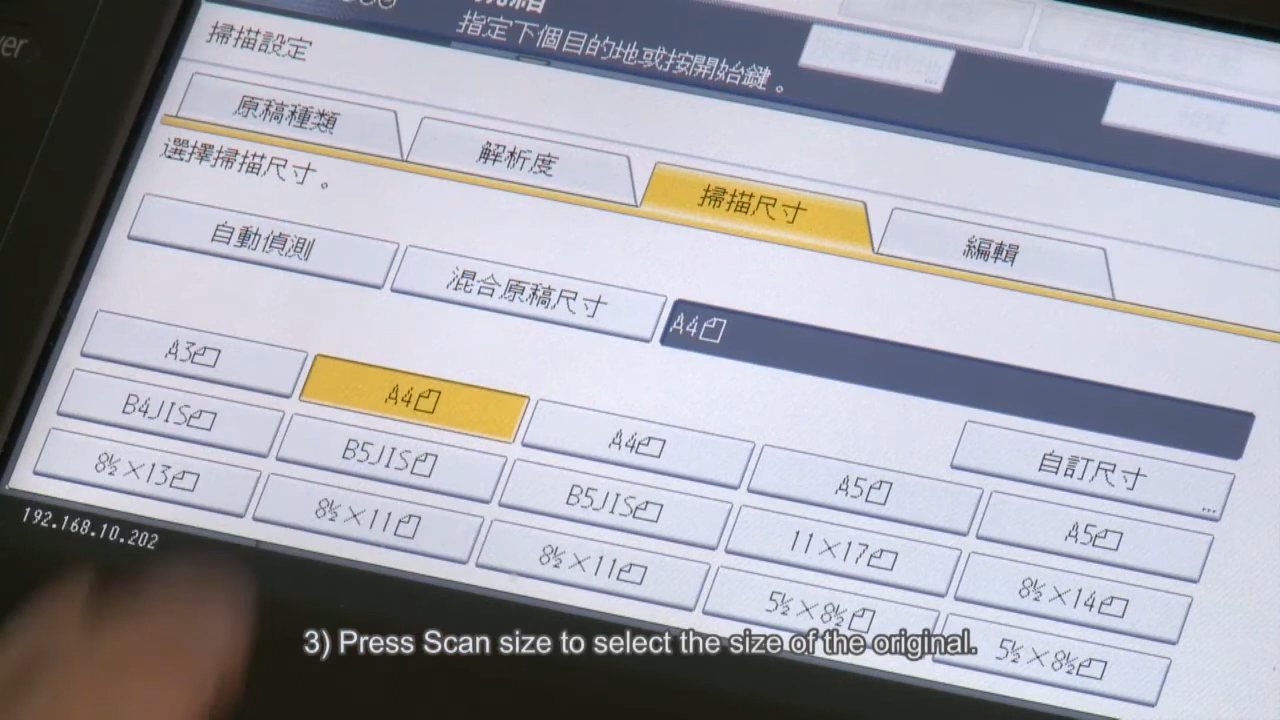 指定下個目的地或按開始鍵。
掃描設定
原稿種類
解析度
掃描尺寸
編輯
選擇掃描尺寸。
自動偵測
混合原稿尺寸
A4
A3
A4
A4
自訂尺寸
...
B4JIS
B5JIS
A5
A5
8½×13
B5JIS
11×17
8½×14
8½×11
8½×11
5½×8½
5½×8½
192.168.10.202
3) Press Scan size to select the size of the original.